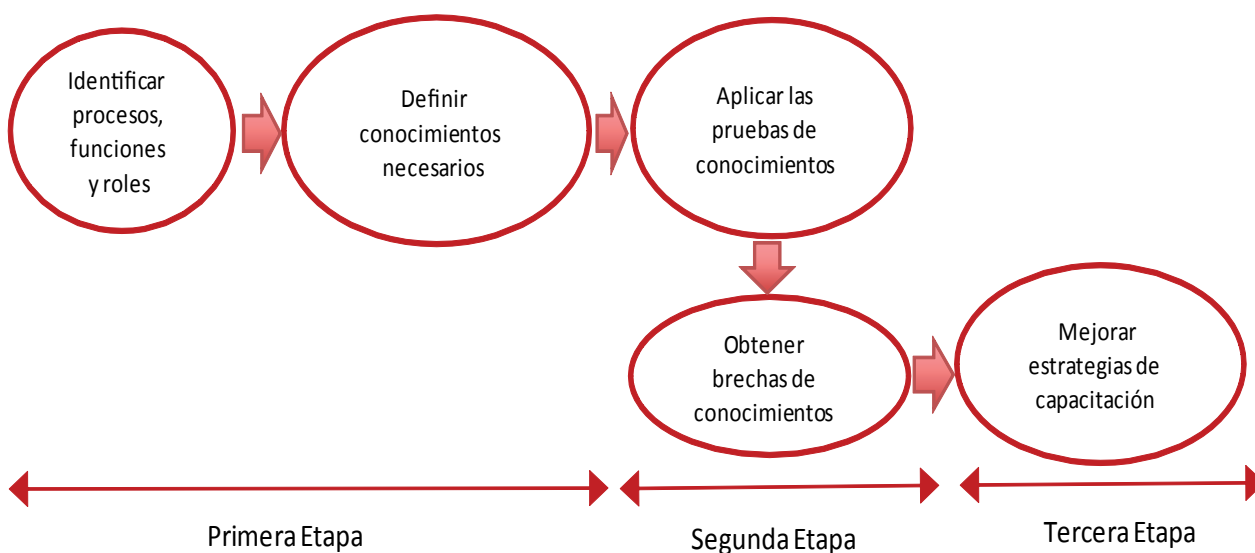 Identificar
procesos,
funciones
y roles
Definir
conocimientos
necesarios
Aplicar las
pruebas de
conocimientos
Obtener
brechas de
conocimientos
Mejorar
estrategias de
capacitación
Primera Etapa
Segunda Etapa
Tercera Etapa